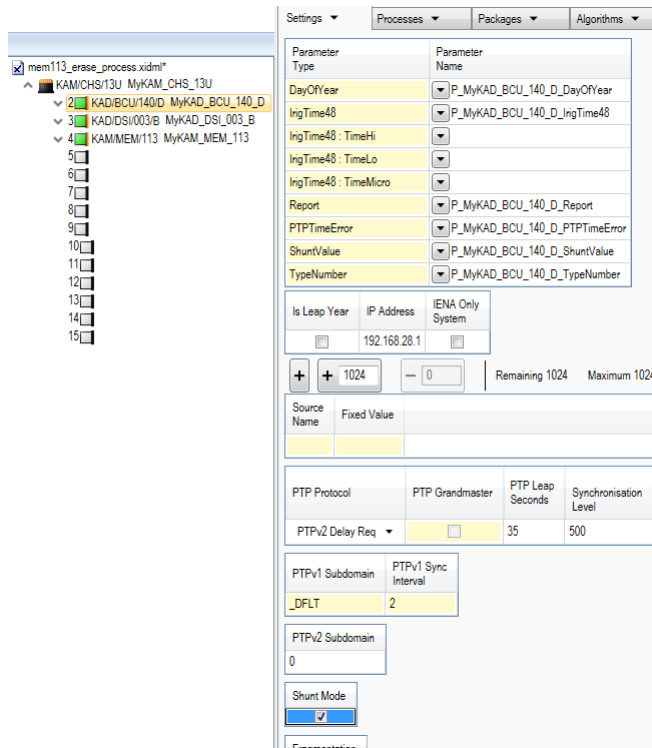 mem113_erase_process.xidml*
KAM/CHS/13U MyKAM_CHS_13U
2 KAD/BCU/140/D MyKAD_BCU_140_D
3 KAD/DSI/003/B MyKAD_DSI_003_B
4 KAM/MEM/113 MyKAM_MEM_113
5
6
7
8
9
10
11
12
13
14
15
Settings Processes Packages Algorithms
Parameter Type Parameter Name
DayOfYear P_MyKAD_BCU_140_D_DayOfYear
IrigTime48 P_MyKAD_BCU_140_D_IrigTime48
IrigTime48 : TimeHi
IrigTime48 : TimeLo
IrigTime48 : TimeMicro
Report P_MyKAD_BCU_140_D_Report
PTPTimeError P_MyKAD_BCU_140_D_PTPTimeError
ShuntValue P_MyKAD_BCU_140_D_ShuntValue
TypeNumber P_MyKAD_BCU_140_D_TypeNumber
Is Leap Year IP Address IENA Only System
192.168.28.1
+ + 1024 − 0 Remaining 1024 Maximum 1024
Source Name Fixed Value
PTP Protocol PTP Grandmaster PTP Leap Seconds Synchronisation Level
PTPv2 Delay Req 35 500
PTPv1 Subdomain PTPv1 Sync Interval
_DFLT 2
PTPv2 Subdomain
0
Shunt Mode